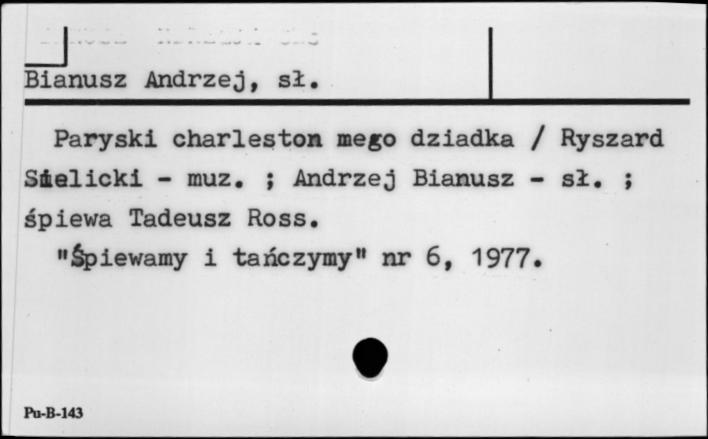 Bianusz Andrzej, sł.
Paryski charleston mego dziadka / Ryszard
Sielicki - muz. ; Andrzej Bianusz - sł. ;
śpiewa Tadeusz Ross.
"Śpiewamy i tańczymy" nr 6, 1977.
Pu-B-143